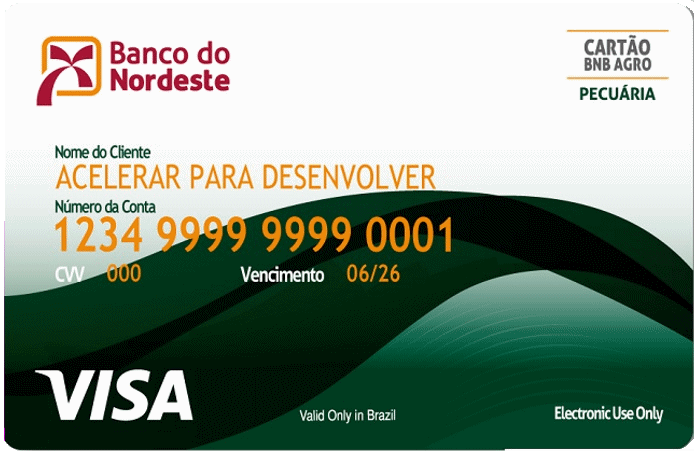 Banco do
Nordeste
CARTÃO
BNB AGRO
PECUÁRIA
Nome do Cliente
ACELERAR PARA DESENVOLVER
Número da Conta
1234 9999 9999 0001
CVV 000 Vencimento 06/26
VISA
Valid Only in Brazil
Electronic Use Only